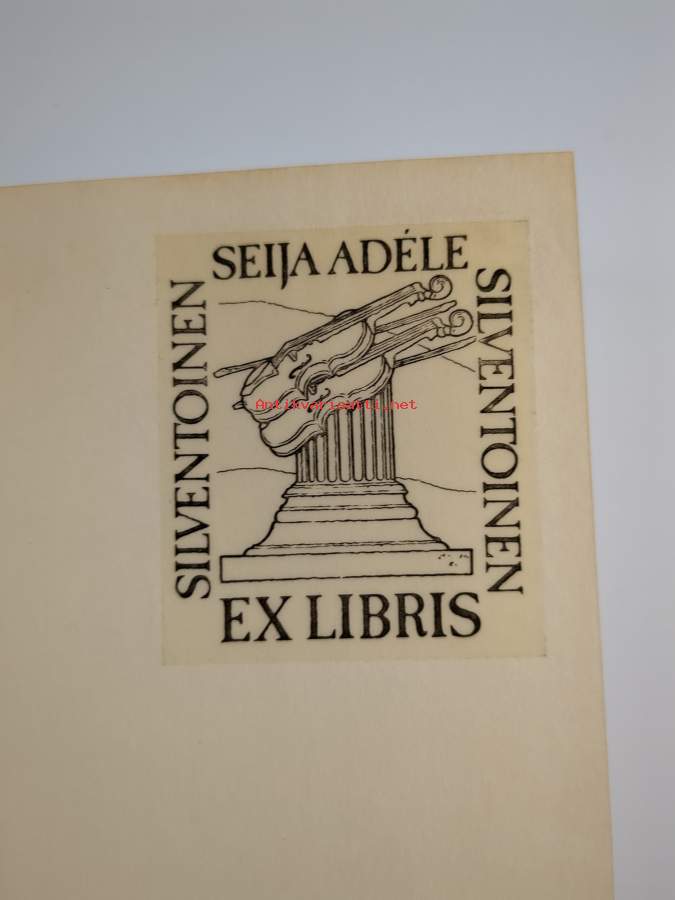 SEIJA ADÉLE
SILVENTOINEN
SILVENTOINEN
Antikvariaatti.net
EX LIBRIS